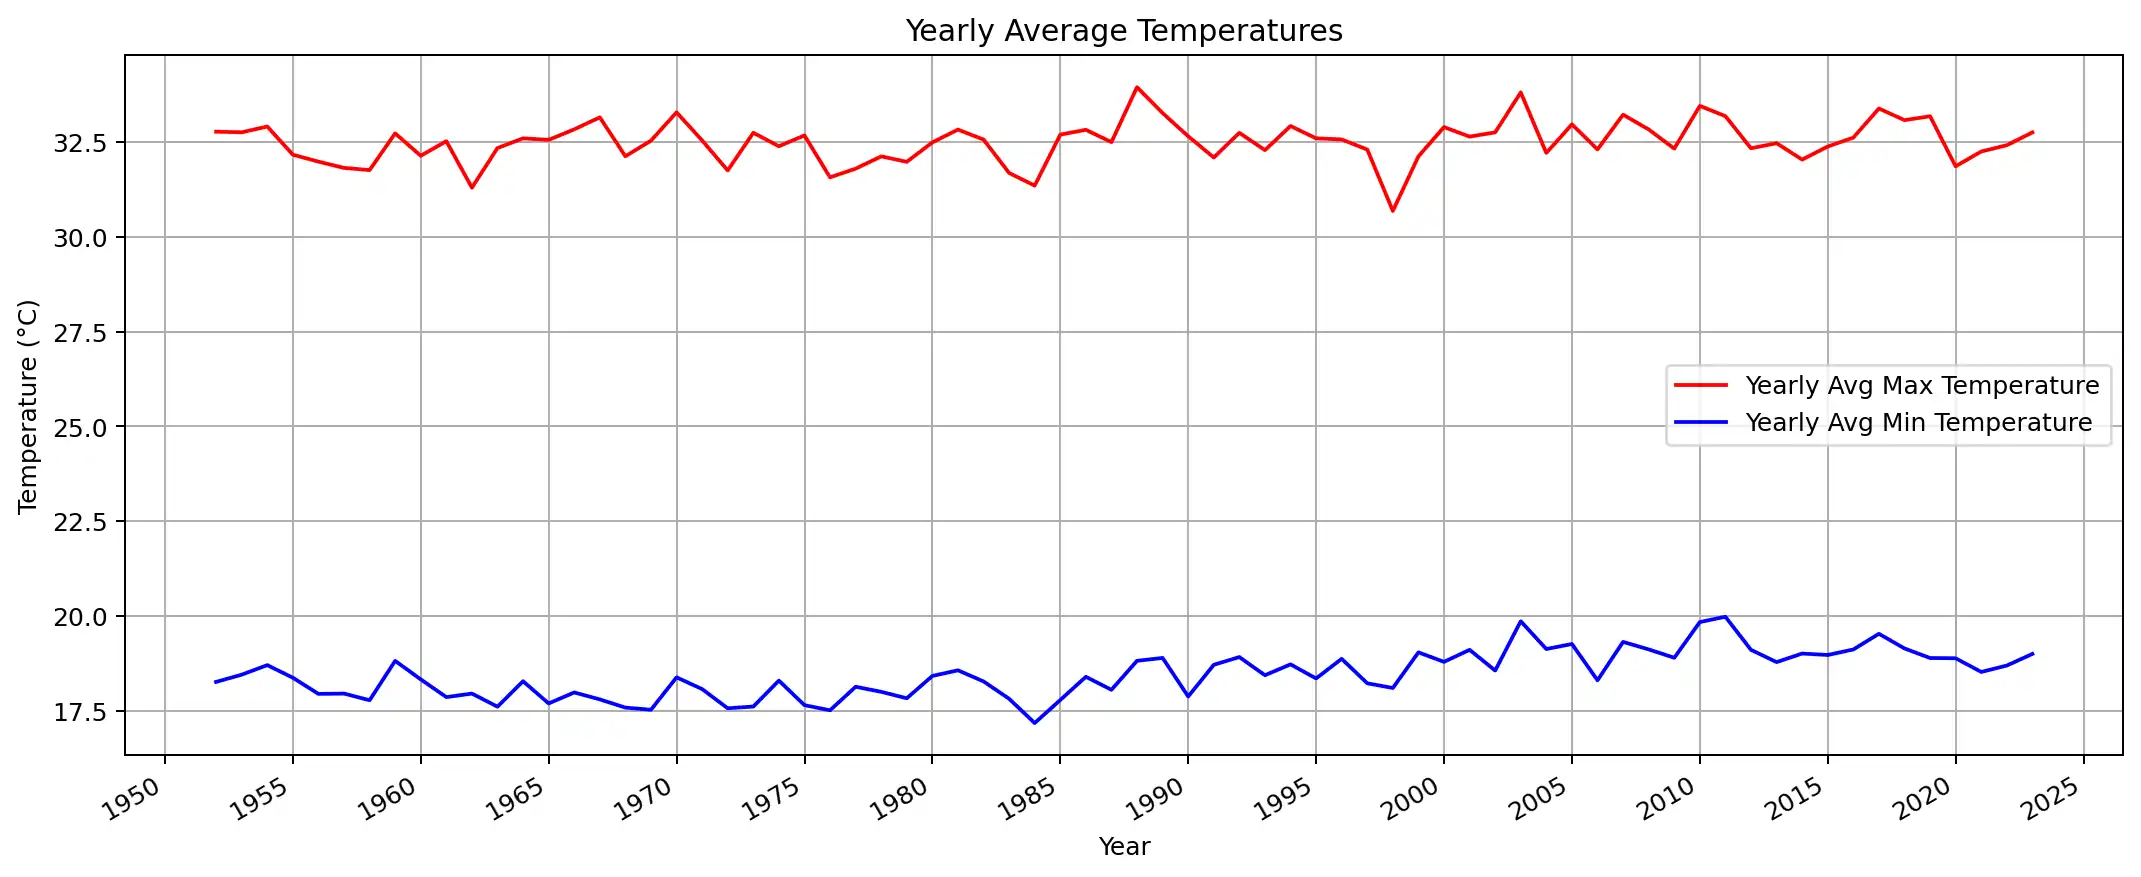 Yearly Average Temperatures
Temperature (°C)
32.5
30.0
27.5
25.0
22.5
20.0
17.5
Yearly Avg Max Temperature
Yearly Avg Min Temperature
1950 1955 1960 1965 1970 1975 1980 1985 1990 1995 2000 2005 2010 2015 2020 2025
Year